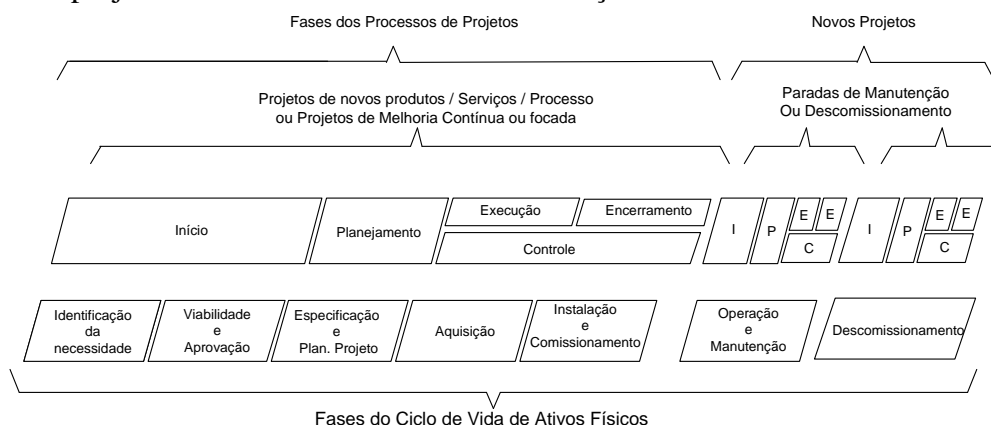 Fases dos Processos de Projetos
Novos Projetos
Projetos de novos produtos / Serviços / Processo
ou Projetos de Melhoria Contínua ou focada
Paradas de Manutenção
Ou Descomissionamento
Início
Planejamento
Execução
Encerramento
Controle
I
P
E
E
C
I
P
E
E
C
Identificação
da
necessidade
Viabilidade
e
Aprovação
Especificação
e
Plan. Projeto
Aquisição
Instalação
e
Comissionamento
Operação
e
Manutenção
Descomissionamento
Fases do Ciclo de Vida de Ativos Físicos